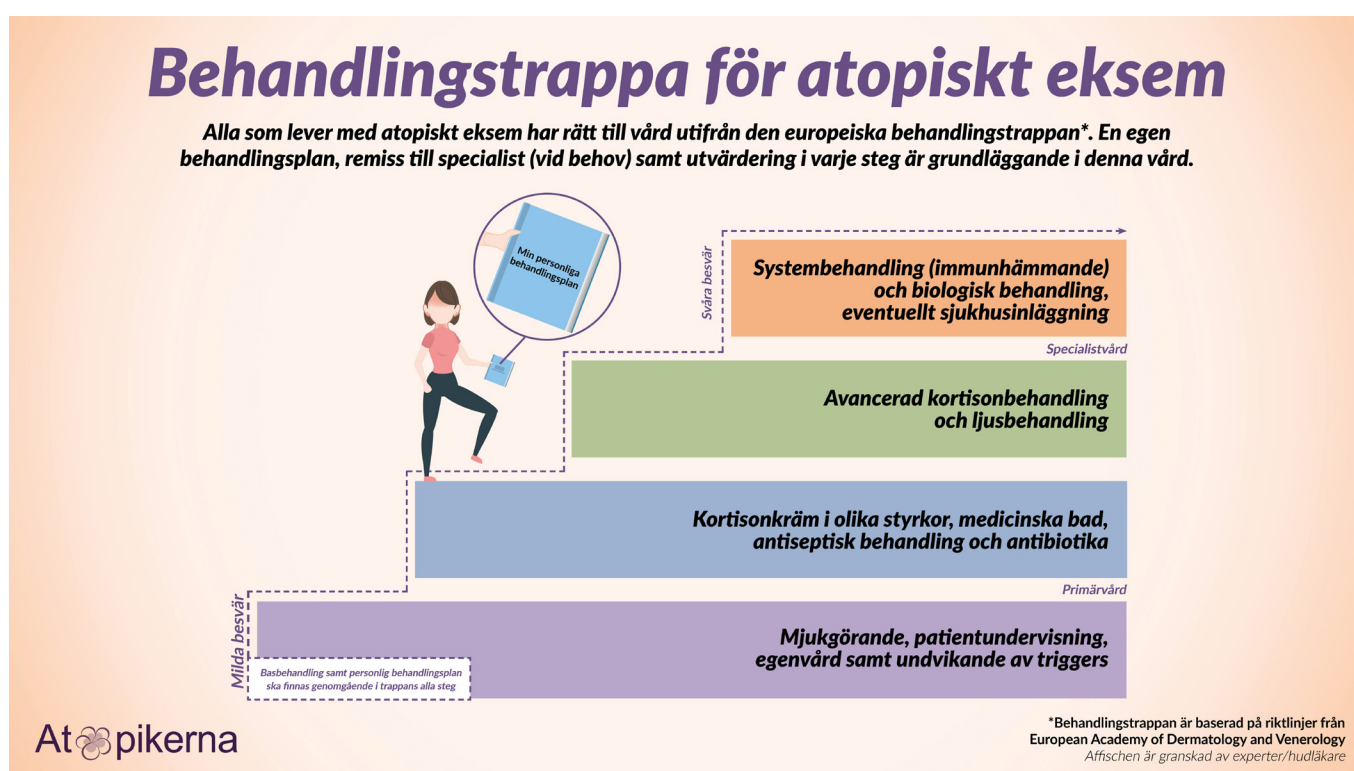 Behandlingstrappa för atopiskt eksem
Alla som lever med atopiskt eksem har rätt till vård utifrån den europeiska behandlingstrappan*. En egen
behandlingsplan, remiss till specialist (vid behov) samt utvärdering i varje steg är grundläggande i denna vård.
Min personliga
behandlingsplan
Svåra besvär
Systembehandling (immunhämmande)
och biologisk behandling,
eventuellt sjukhusinläggning
Specialistvård
Avancerad kortisonbehandling
och ljusbehandling
Kortisonkräm i olika styrkor, medicinska bad,
antiseptisk behandling och antibiotika
Primärvård
Milda besvär
Mjukgörande, patientundervisning,
egenvård samt undvikande av triggers
Basbehandling samt personlig behandlingsplan
ska finnas genomgående i trappans alla steg
Atopikerna
*Behandlingstrappan är baserad på riktlinjer från
European Academy of Dermatology and Venerology
Affischen är granskad av experter/hudläkare